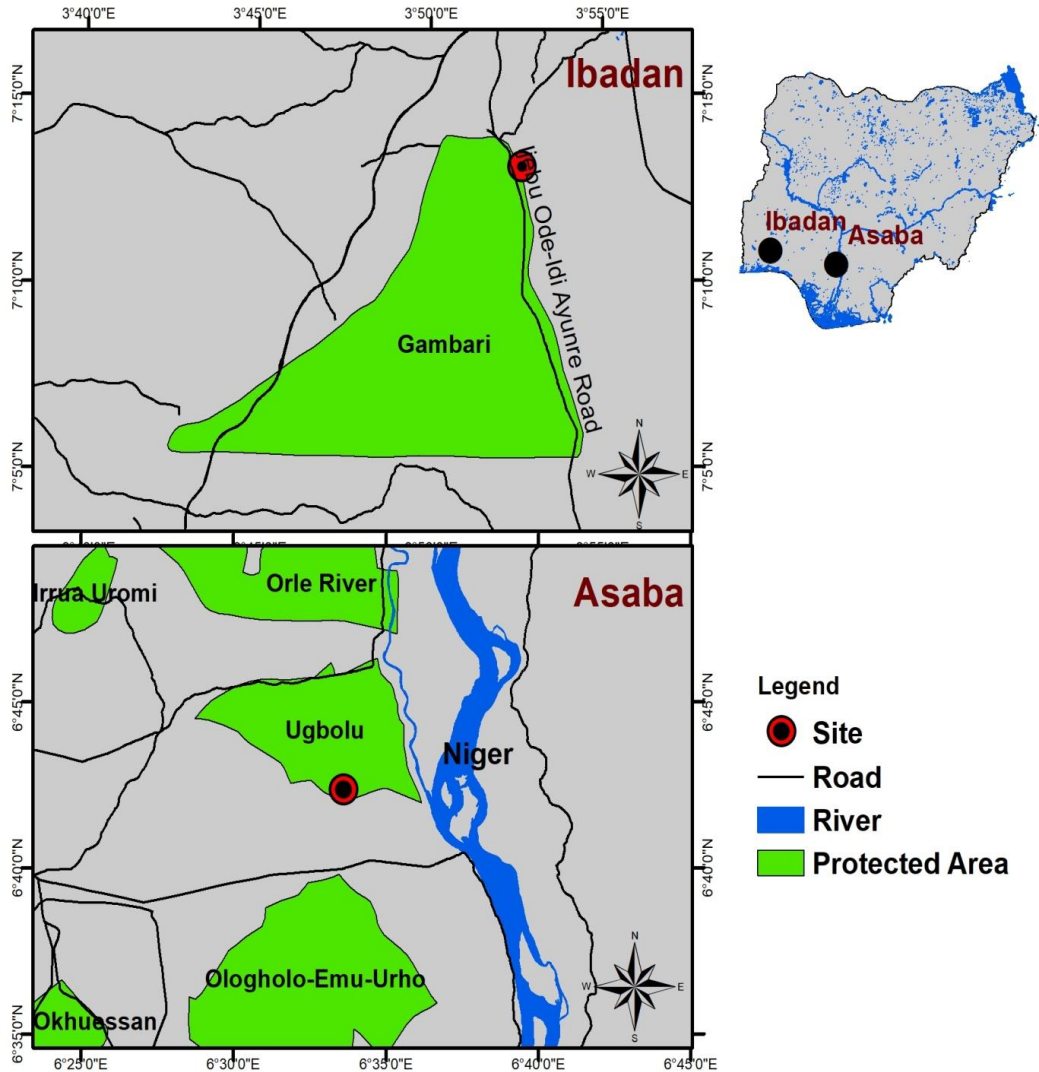 3°40'0"E 3°45'0"E 3°50'0"E 3°55'0"E
Ibadan
7°15'0"N
7°10'0"N
7°5'0"N
7°15'0"N
7°10'0"N
7°5'0"N
Ijebu Ode-Idi Ayunre Road
Gambari
N
W E
S
Ibadan
Asaba
Asaba
Irrua Uromi
Orle River
Ugbolu
Niger
Ologholo-Emu-Urho
Okhuessan
6°45'0"N
6°40'0"N
6°35'0"N
6°45'0"N
6°40'0"N
6°35'0"N
N
W E
S
6°25'0"E 6°30'0"E 6°35'0"E 6°40'0"E 6°45'0"E
Legend
Site
Road
River
Protected Area